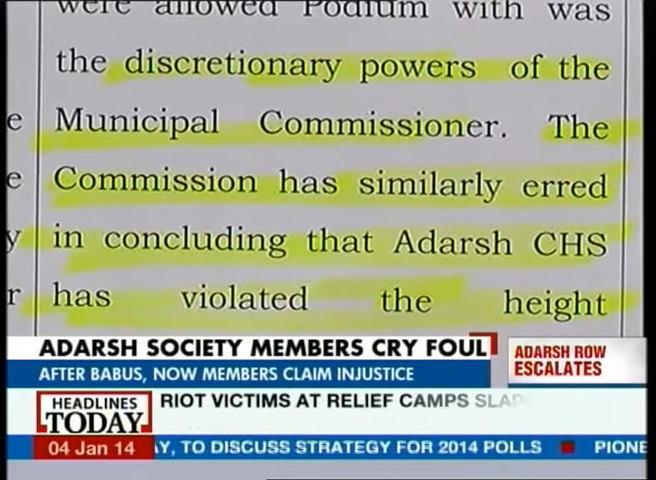 were allowed Podium with was
the discretionary powers of the
e Municipal Commissioner. The
e Commission has similarly erred
y in concluding that Adarsh CHS
r has violated the height
ADARSH SOCIETY MEMBERS CRY FOUL
ADARSH ROW
ESCALATES
AFTER BABUS, NOW MEMBERS CLAIM INJUSTICE
HEADLINES
TODAY
RIOT VICTIMS AT RELIEF CAMPS
04 Jan 14
Y, TO DISCUSS STRATEGY FOR 2014 POLLS